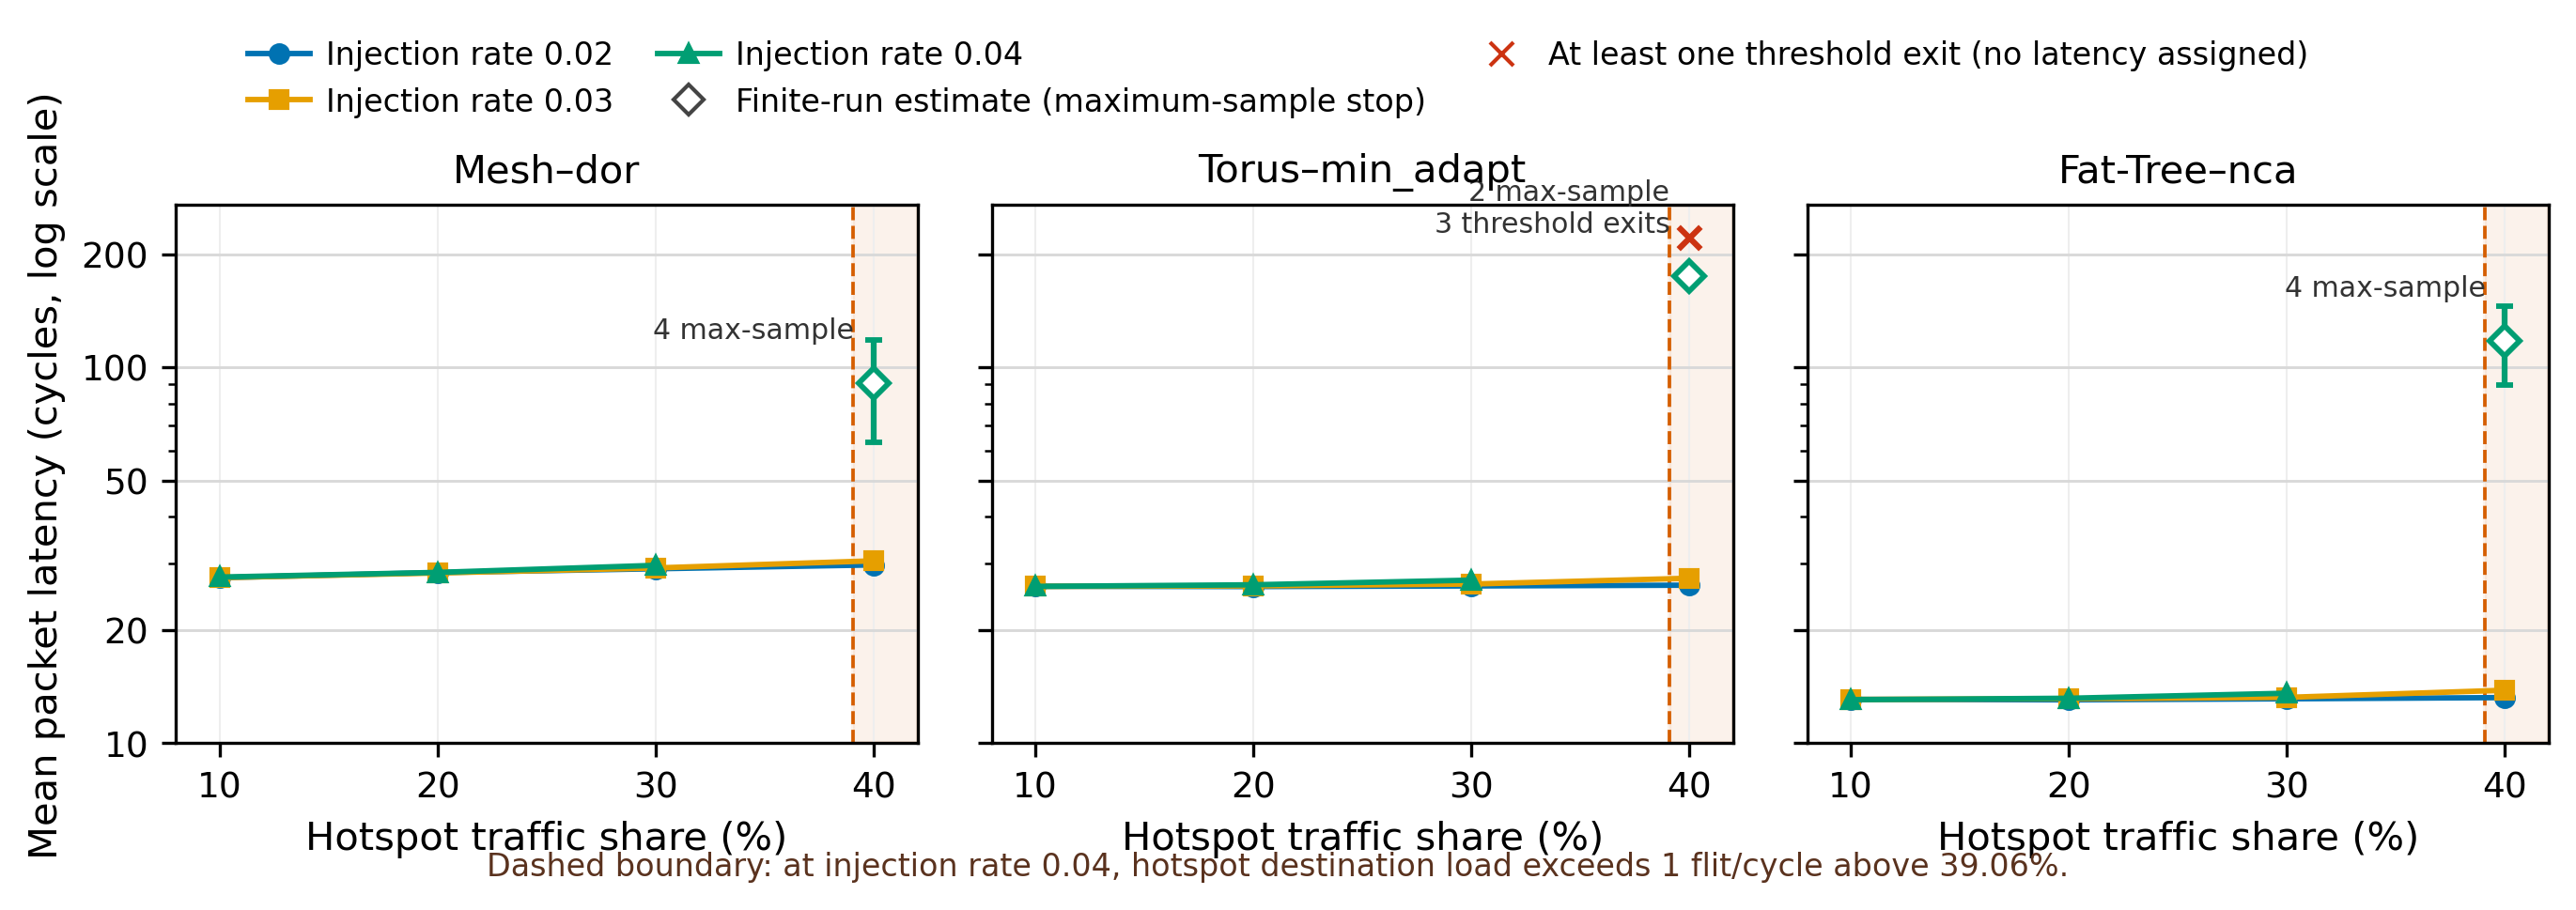 Injection rate 0.02
Injection rate 0.03
Injection rate 0.04
Finite-run estimate (maximum-sample stop)
At least one threshold exit (no latency assigned)
Mean packet latency (cycles, log scale)
Mesh–dor
200
100
50
20
10
4 max-sample
10 20 30 40
Hotspot traffic share (%)
Torus–min_adapt
2 max-sample
3 threshold exits
10 20 30 40
Hotspot traffic share (%)
Fat-Tree–nca
4 max-sample
10 20 30 40
Hotspot traffic share (%)
Dashed boundary: at injection rate 0.04, hotspot destination load exceeds 1 flit/cycle above 39.06%.